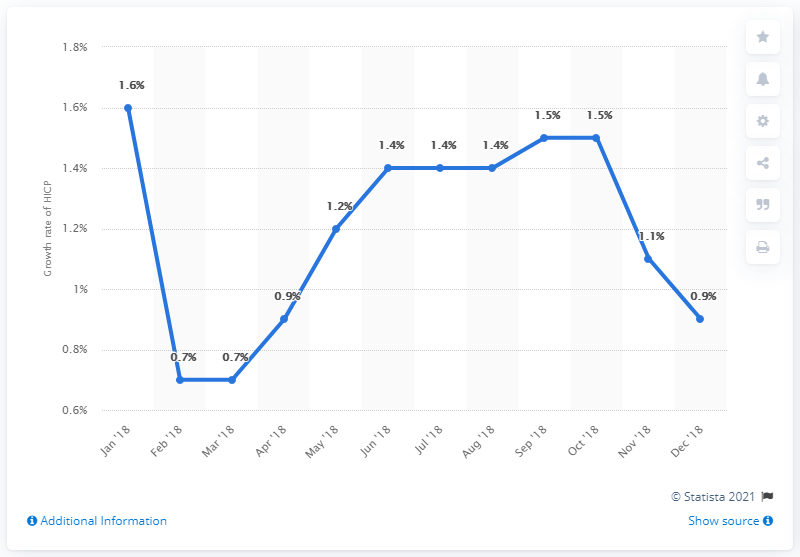 1.8%
1.6%
1.4%
1.2%
1%
0.8%
0.6%
Growth rate of HICP
1.6%
0.7%
0.7%
0.9%
1.2%
1.4%
1.4%
1.4%
1.5%
1.5%
1.1%
0.9%
Jan '18
Feb '18
Mar '18
Apr '18
May '18
Jun '18
Jul '18
Aug '18
Sep '18
Oct '18
Nov '18
Dec '18
© Statista 2021
Additional Information
Show source